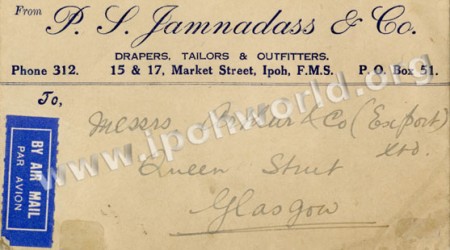 From P. S. Jamnadass & Co.
DRAPERS, TAILORS & OUTFITTERS.
Phone 312. 15 & 17, Market Street, Ipoh, F.M.S. P. O. Box 51.
To,
Messrs & Co (Export)
Ltd.
Queen Street
Glasgow
BY AIR MAIL
PAR AVION
www.ipohworld.org